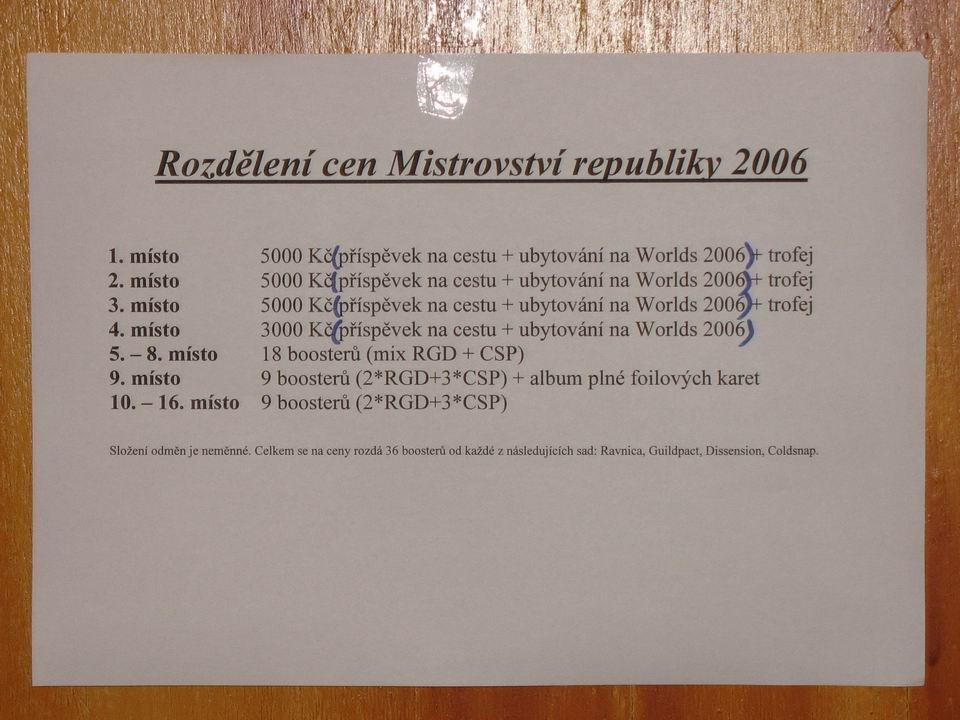 Rozdělení cen Mistrovství republiky 2006
1. místo 5000 Kč (příspěvek na cestu + ubytování na Worlds 2006) + trofej
2. místo 5000 Kč (příspěvek na cestu + ubytování na Worlds 2006) + trofej
3. místo 5000 Kč (příspěvek na cestu + ubytování na Worlds 2006) + trofej
4. místo 3000 Kč (příspěvek na cestu + ubytování na Worlds 2006)
5. – 8. místo 18 boosterů (mix RGD + CSP)
9. místo 9 boosterů (2*RGD+3*CSP) + album plné foilových karet
10. – 16. místo 9 boosterů (2*RGD+3*CSP)
Složení odměn je neměnné. Celkem se na ceny rozdá 36 boosterů od každé z následujících sad: Ravnica, Guildpact, Dissension, Coldsnap.